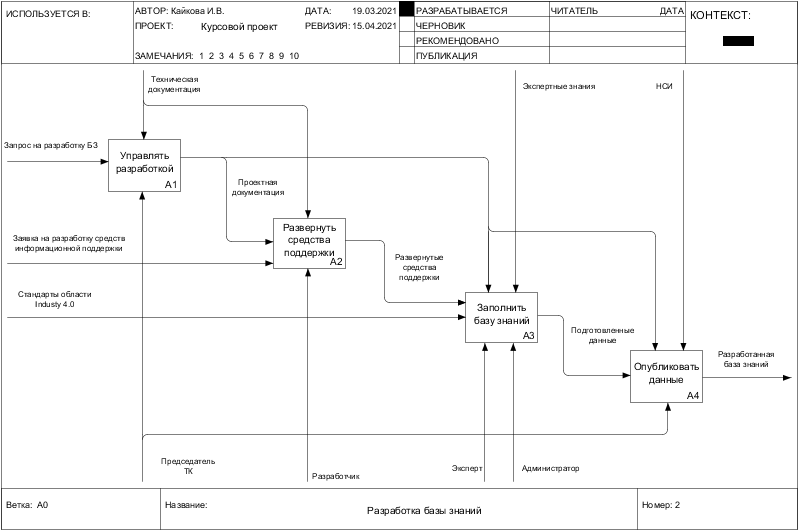 ИСПОЛЬЗУЕТСЯ В:
АВТОР: Кайкова И.В.
ДАТА: 19.03.2021
РАЗРАБАТЫВАЕТСЯ
ЧИТАТЕЛЬ
ДАТА
КОНТЕКСТ:
ПРОЕКТ: Курсовой проект
РЕВИЗИЯ: 15.04.2021
ЧЕРНОВИК
РЕКОМЕНДОВАНО
ЗАМЕЧАНИЯ: 1 2 3 4 5 6 7 8 9 10
ПУБЛИКАЦИЯ
Техническая
документация
Экспертные знания
НСИ
Запрос на разработку БЗ
Управлять
разработкой
A1
Проектная
документация
Заявка на разработку средств
информационной поддержки
Развернуть
средства
поддержки
A2
Развернутые
средства
поддержки
Стандарты области
Industy 4.0
Заполнить
базу знаний
A3
Подготовленные
данные
Опубликовать
данные
A4
Разработанная
база знаний
Председатель
ТК
Разработчик
Эксперт
Администратор
Ветка: A0
Название:
Разработка базы знаний
Номер: 2